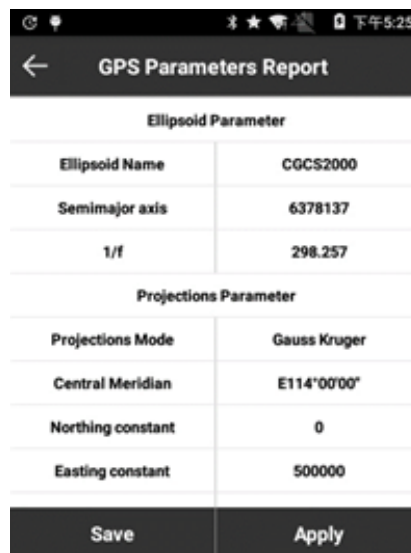 下午5:25
GPS Parameters Report
Ellipsoid Parameter
Ellipsoid Name CGCS2000
Semimajor axis 6378137
1/f 298.257
Projections Parameter
Projections Mode Gauss Kruger
Central Meridian E114°00'00"
Northing constant 0
Easting constant 500000
Save Apply